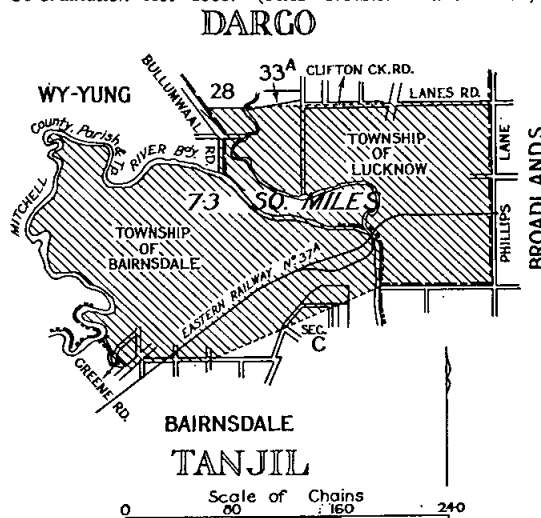 DARGO
33A
CLIFTON CK. RD.
LANES RD.
28
BULLUMWAAL
RD
WY-YUNG
County, Parish & Tp.
RIVER Bdy.
MITCHELL
TOWNSHIP
OF
LUCKNOW
LANE
PHILLIPS
BROADLANDS
7·3 SQ. MILES
TOWNSHIP
OF
BAIRNSDALE
EASTERN RAILWAY No 37A
SEC.
C
GREENE RD.
BAIRNSDALE
TANJIL
Scale of Chains
0 80 160 240